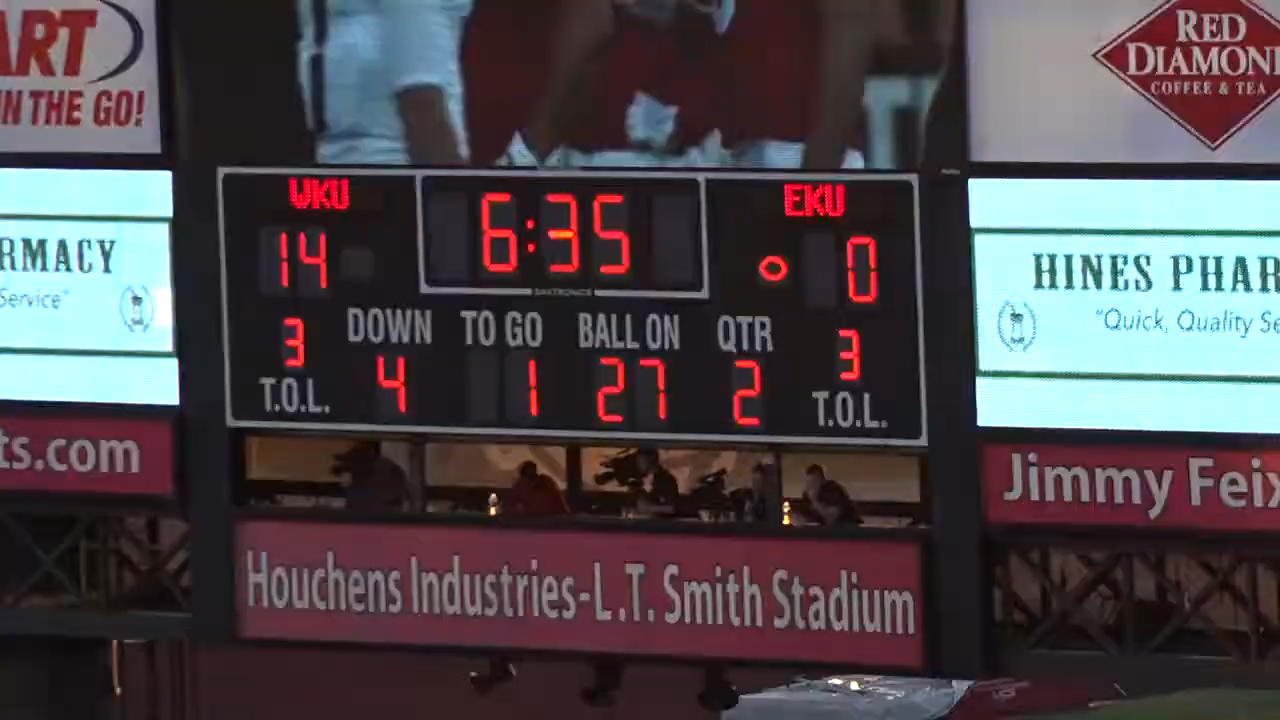 ART
IN THE GO!
RED
DIAMOND
COFFEE & TEA
WKU 6:35 EKU
14 0
DAKTRONICS
DOWN TO GO BALL ON QTR
3 4 1 27 2 3
T.O.L. T.O.L.
RMACY
Service"
HINES PHAR
"Quick, Quality Se
ts.com
Jimmy Feix
Houchens Industries-L.T. Smith Stadium